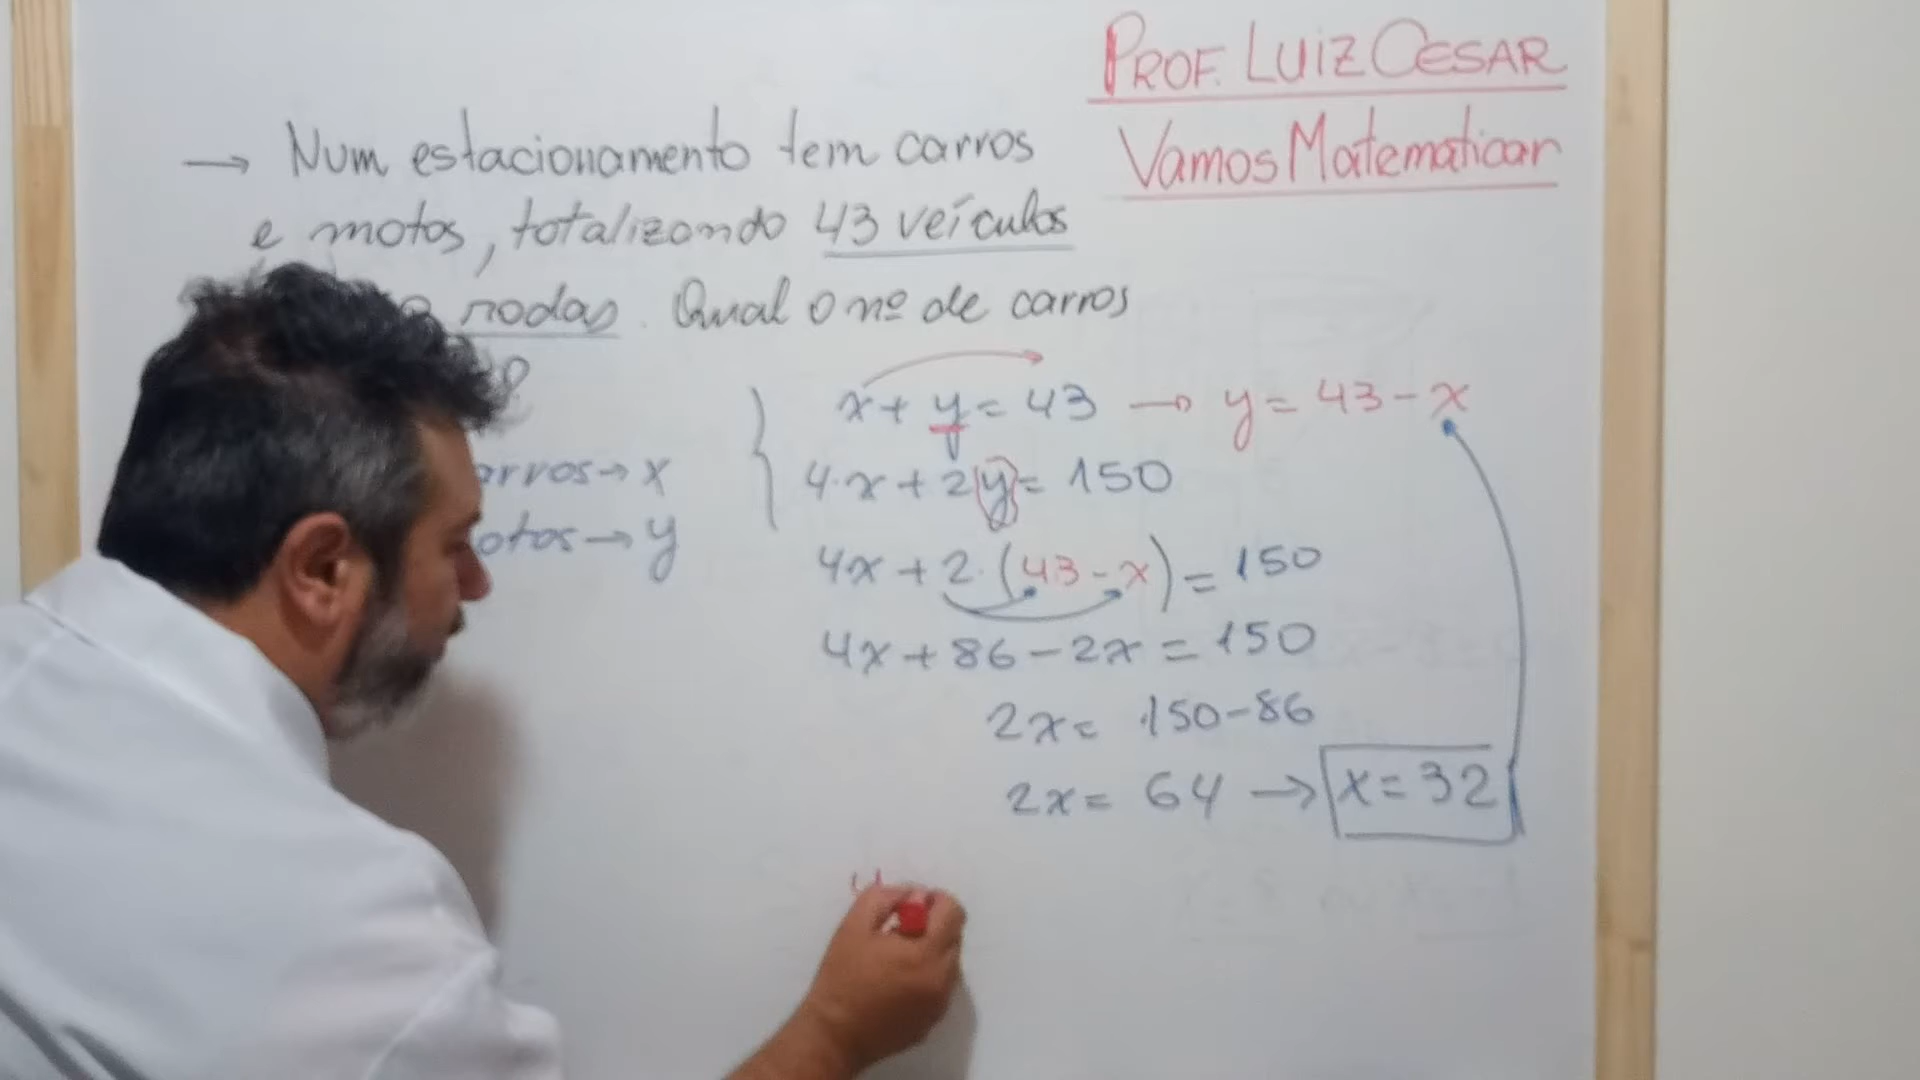 PROF. LUIZ CESAR
Vamos Matematicar
→ Num estacionamento tem carros
e motos, totalizando 43 veículos
rodas. Qual o nº de carros
?
arros → x
otos → y
x + y = 43 → y = 43 - x
4·x + 2y = 150
4x + 2·(43 - x) = 150
4x + 86 - 2x = 150
2x = 150 - 86
2x = 64 → x = 32